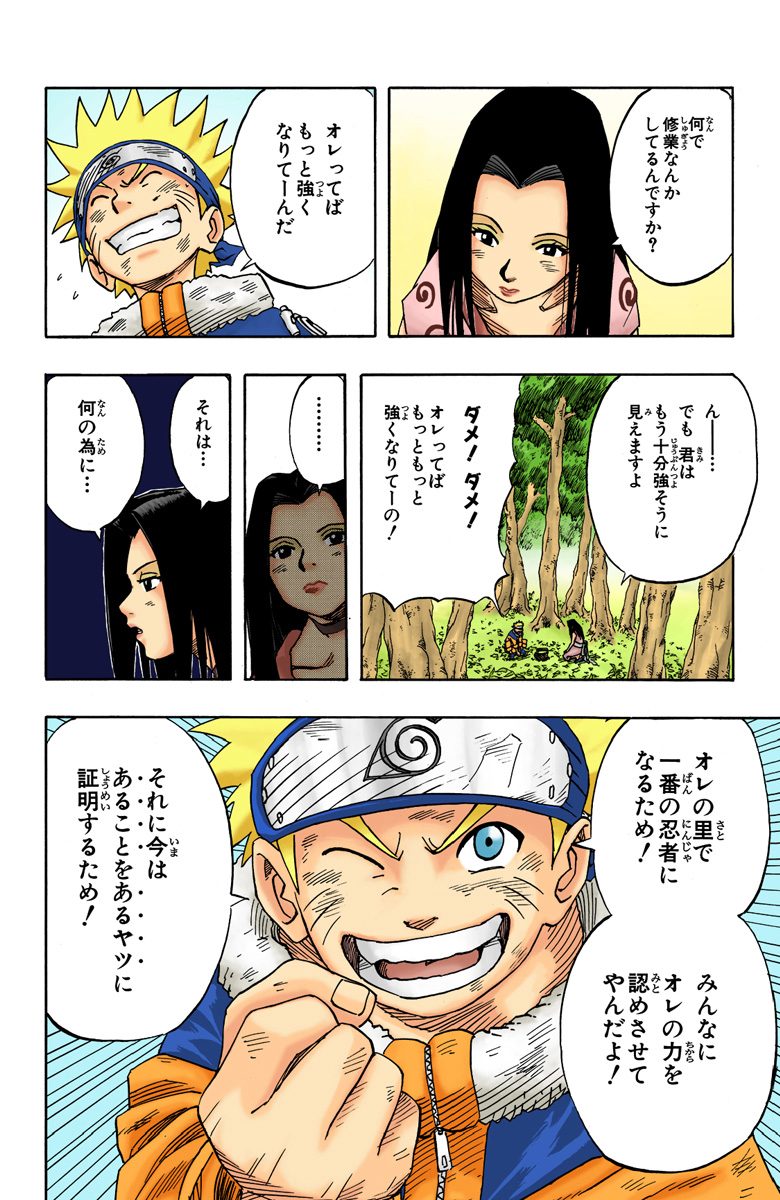 何で
修業なんか
してるんですか?
オレってば
もっと強く
なりてーんだ
んーー…
でも 君は
もう十分強そうに
見えますよ
ダメ!ダメ!
オレってば
もっともっと
強くなりてーの!
………
それは…
何の為に…
オレの里で
一番の忍者に
なるため!
みんなに
オレの力を
認めさせて
やんだよ!
それに今は
あることをあるヤツに
証明するため!